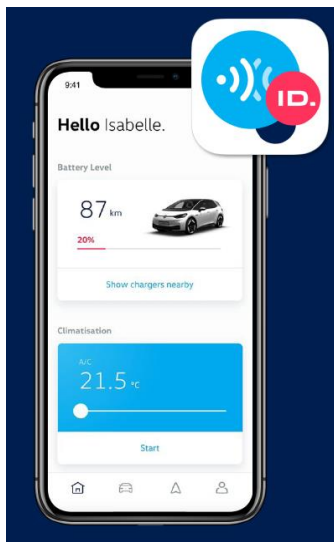 9:41
ID.
Hello Isabelle.
Battery Level
87 km
20%
Show chargers nearby
Climatisation
A/C
21.5 °C
Start